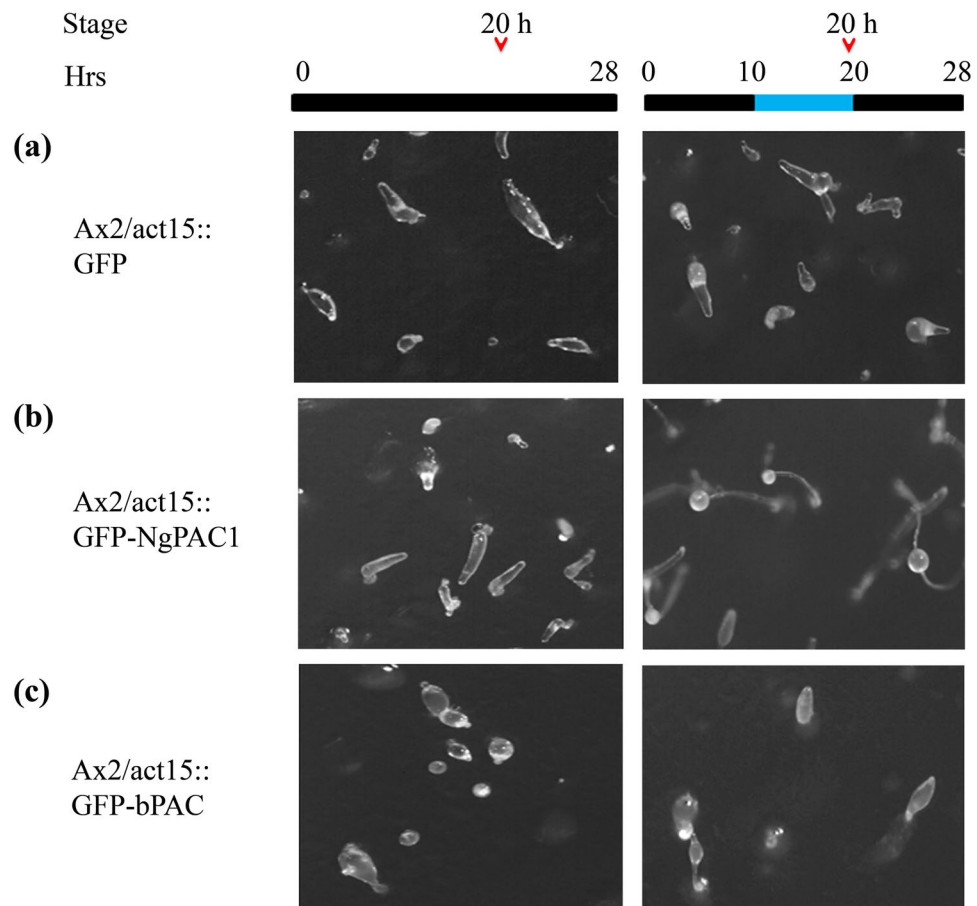 Stage 20 h 20 h
Hrs 0 28 0 10 20 28
(a)
Ax2/act15::
GFP
(b)
Ax2/act15::
GFP-NgPAC1
(c)
Ax2/act15::
GFP-bPAC